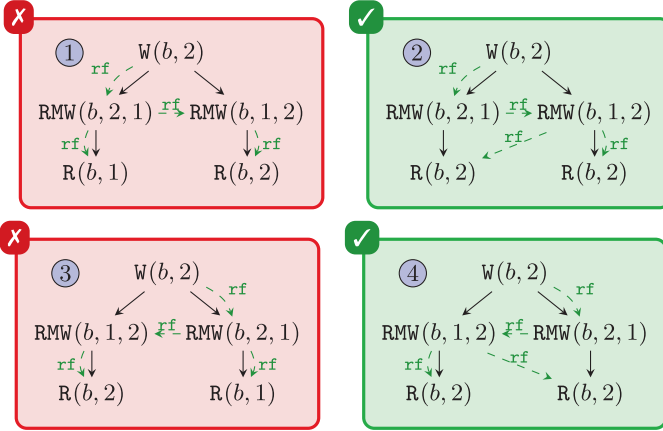 ✗ ✓
1 W(b, 2) 2 W(b, 2)
rf rf
RMW(b, 2, 1) rf RMW(b, 1, 2) RMW(b, 2, 1) rf RMW(b, 1, 2)
rf rf rf rf
R(b, 1) R(b, 2) R(b, 2) R(b, 2)
✗ ✓
3 W(b, 2) 4 W(b, 2)
rf rf
RMW(b, 1, 2) rf RMW(b, 2, 1) RMW(b, 1, 2) rf RMW(b, 2, 1)
rf rf rf rf
R(b, 2) R(b, 1) R(b, 2) R(b, 2)